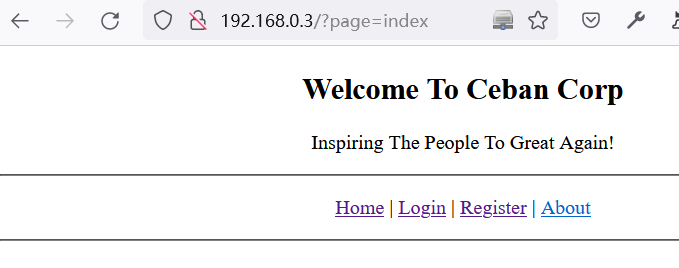 192.168.0.3/?page=index
Welcome To Ceban Corp
Inspiring The People To Great Again!
Home | Login | Register | About